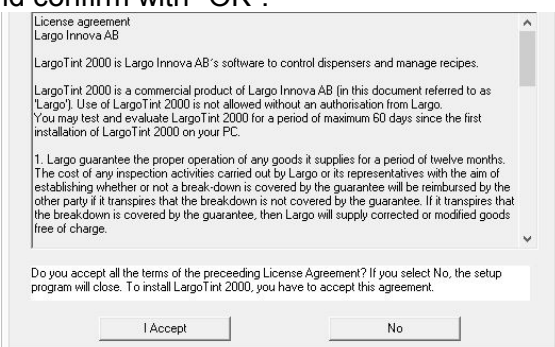 nd confirm with "OK".
License agreement
Largo Innova AB
LargoTint 2000 is Largo Innova AB's software to control dispensers and manage recipes.
LargoTint 2000 is a commercial product of Largo Innova AB (in this document referred to as
'Largo'). Use of LargoTint 2000 is not allowed without an authorisation from Largo.
You may test and evaluate LargoTint 2000 for a period of maximum 60 days since the first
installation of LargoTint 2000 on your PC.
1. Largo guarantee the proper operation of any goods it supplies for a period of twelve months.
The cost of any inspection activities carried out by Largo or its representatives with the aim of
establishing whether or not a break-down is covered by the guarantee will be reimbursed by the
other party if it transpires that the breakdown is not covered by the guarantee. If it transpires that
the breakdown is covered by the guarantee, then Largo will supply corrected or modified goods
free of charge.
Do you accept all the terms of the preceeding License Agreement? If you select No, the setup
program will close. To install LargoTint 2000, you have to accept this agreement.
I Accept
No